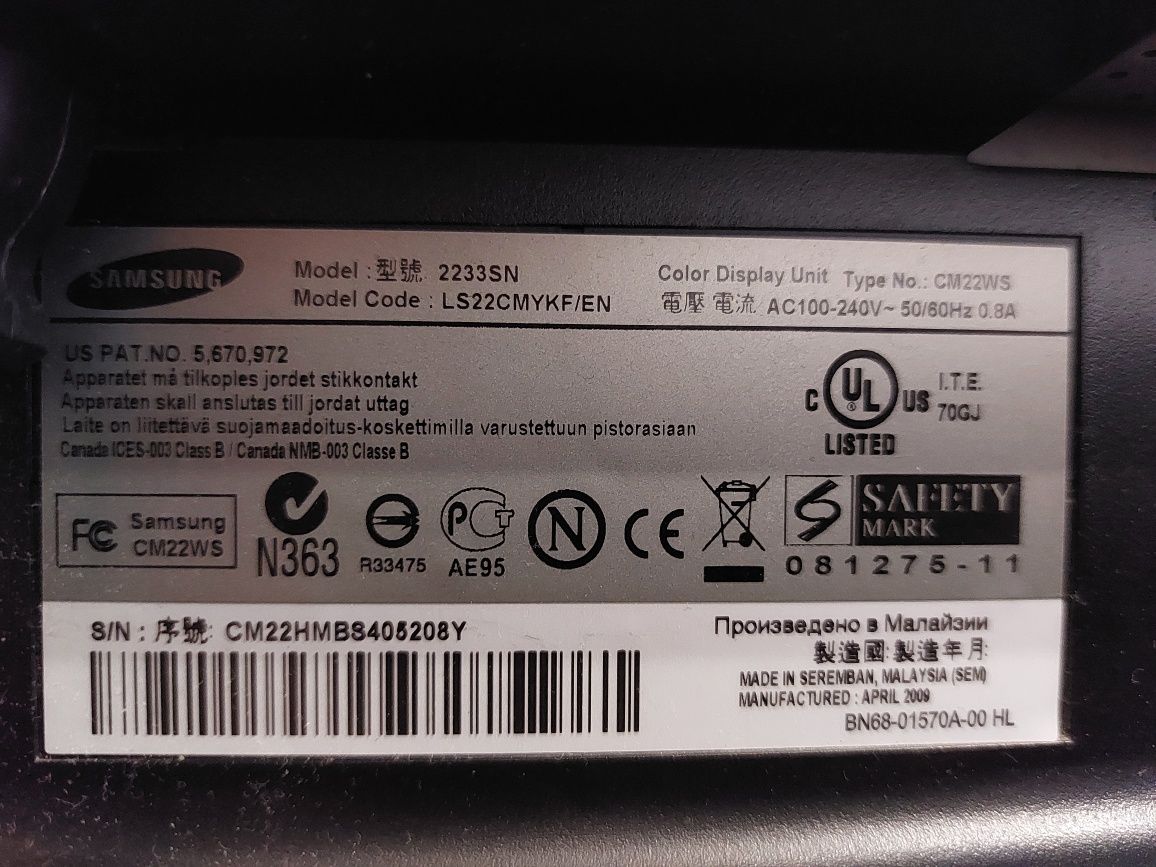 SAMSUNG
Model : 型號 2233SN
Model Code : LS22CMYKF/EN
Color Display Unit Type No.: CM22WS
電壓 電流 AC100-240V~ 50/60Hz 0.8A
US PAT.NO. 5,670,972
Apparatet må tilkoples jordet stikkontakt
Apparaten skall anslutas till jordat uttag
Laite on liitettävä suojamaadoitus-koskettimilla varustettuun pistorasiaan
Canada ICES-003 Class B / Canada NMB-003 Classe B
C UL US
LISTED
I.T.E.
70GJ
FC Samsung
CM22WS
N363
R33475
PCT
AE95
N
CE
S SAFETY
MARK
081275-11
S/N : 序號: CM22HMBS405208Y
Произведено в Малайзии
製造國 製造年月:
MADE IN SEREMBAN, MALAYSIA (SEM)
MANUFACTURED : APRIL 2009
BN68-01570A-00 HL